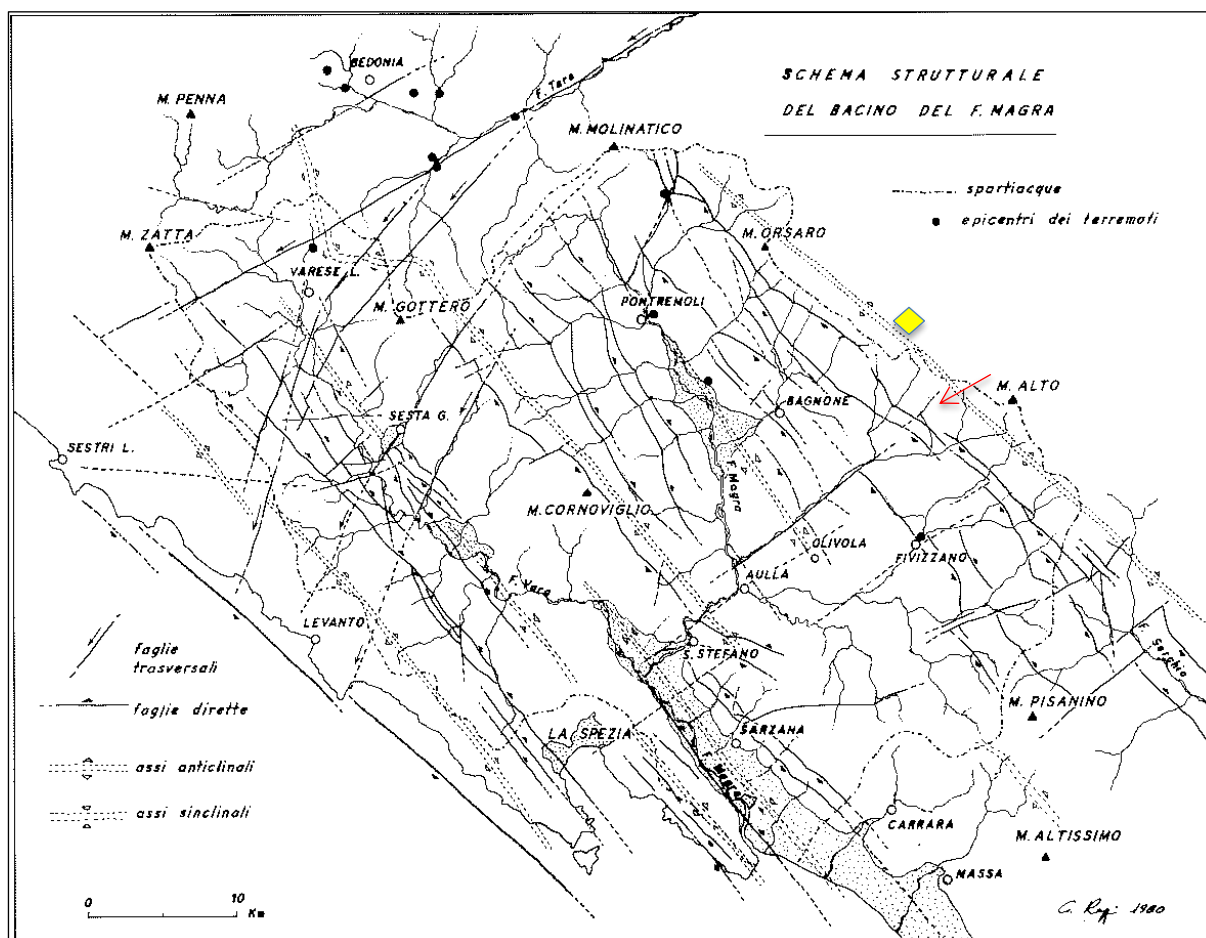 SCHEMA STRUTTURALE
DEL BACINO DEL F. MAGRA
spartiacque
epicentri dei terremoti
BEDONIA
F. Taro
M. PENNA
M. MOLINATICO
M. ZATTA
M. ORSARO
VARESE L.
M. GOTTERO
PONTREMOLI
M. ALTO
BAGNONE
SESTA G.
SESTRI L.
F. Magra
M. CORNOVIGLIO
OLIVOLA
FIVIZZANO
AULLA
F. Vara
LEVANTO
S. STEFANO
F. Serchio
faglie
trasversali
M. PISANINO
faglie dirette
LA SPEZIA
SARZANA
assi anticlinali
F. Magra
assi sinclinali
CARRARA
M. ALTISSIMO
MASSA
0 10
Km
1980